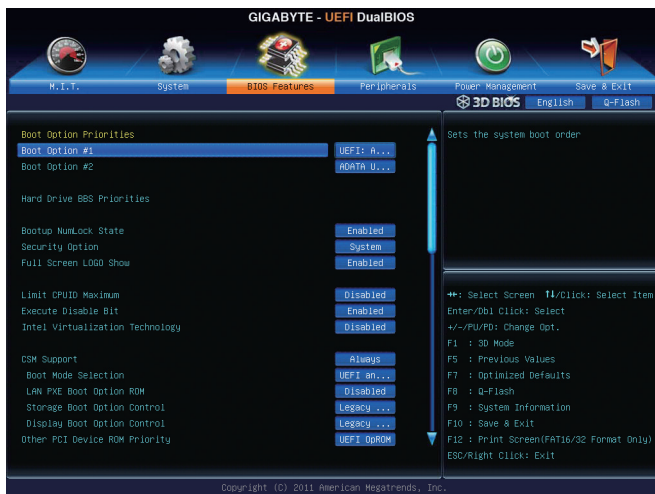 GIGABYTE - UEFI DualBIOS
M.I.T.
System
BIOS Features
Peripherals
Power Management
Save & Exit
3D BIOS
English
Q-Flash
Boot Option Priorities
Boot Option #1 UEFI: A...
Boot Option #2 ADATA U...
Hard Drive BBS Priorities
Bootup NumLock State Enabled
Security Option System
Full Screen LOGO Show Enabled
Limit CPUID Maximum Disabled
Execute Disable Bit Enabled
Intel Virtualization Technology Disabled
CSM Support Always
Boot Mode Selection UEFI an...
LAN PXE Boot Option ROM Disabled
Storage Boot Option Control Legacy ...
Display Boot Option Control Legacy ...
Other PCI Device ROM Priority UEFI OpROM
Sets the system boot order
→←: Select Screen ↑↓/Click: Select Item
Enter/Dbl Click: Select
+/-/PU/PD: Change Opt.
F1 : 3D Mode
F5 : Previous Values
F7 : Optimized Defaults
F8 : Q-Flash
F9 : System Information
F10 : Save & Exit
F12 : Print Screen(FAT16/32 Format Only)
ESC/Right Click: Exit
Copyright (C) 2011 American Megatrends, Inc.